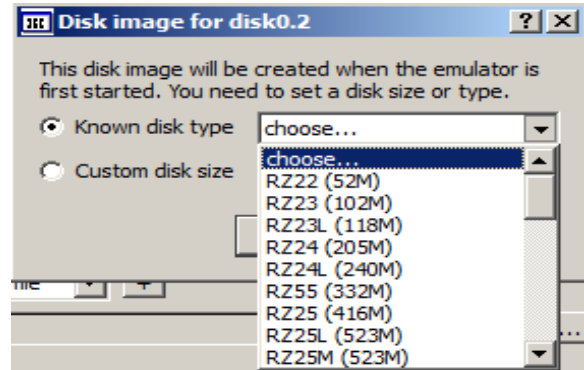 Disk image for disk0.2
This disk image will be created when the emulator is
first started. You need to set a disk size or type.
Known disk type choose...
choose...
Custom disk size
RZ22 (52M)
RZ23 (102M)
RZ23L (118M)
RZ24 (205M)
RZ24L (240M)
RZ55 (332M)
RZ25 (416M)
RZ25L (523M)
RZ25M (523M)